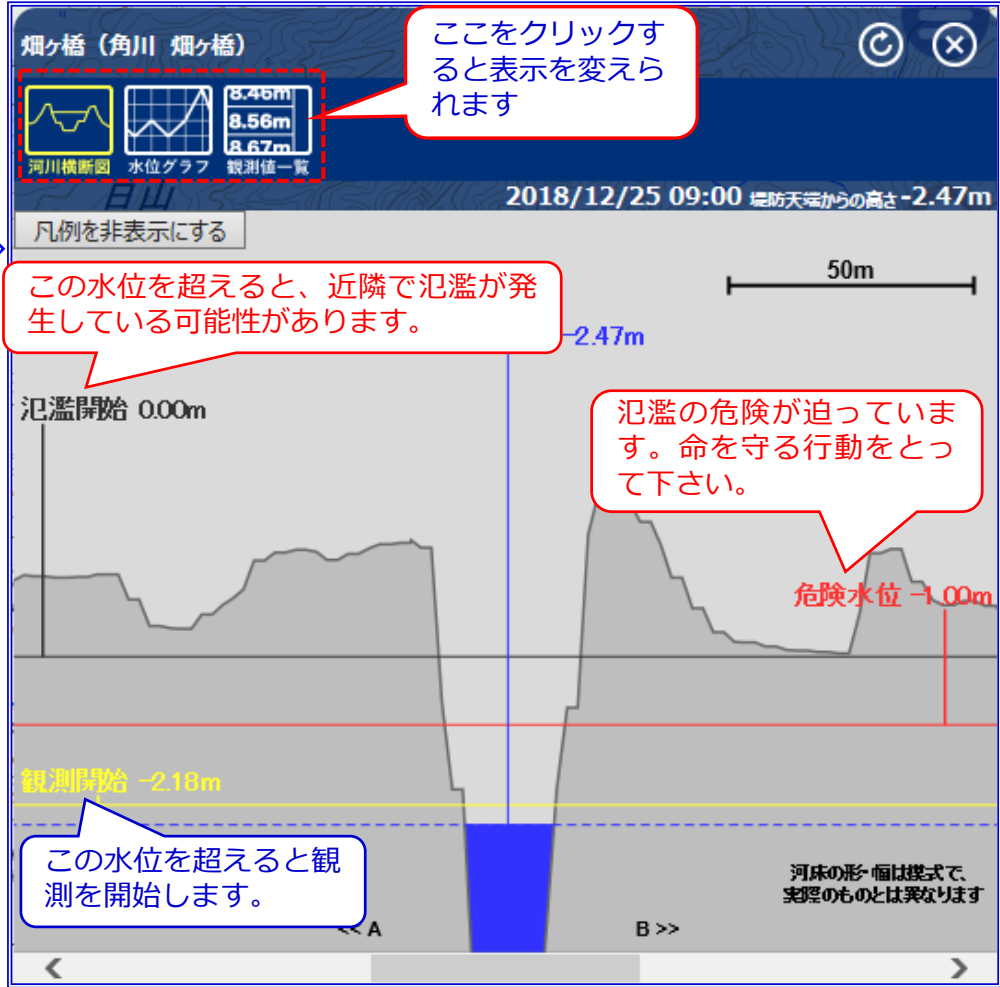 畑ヶ橋（角川 畑ヶ橋）
ここをクリックす
ると表示を変えら
れます
8.46m
8.56m
8.67m
河川横断図 水位グラフ 観測値一覧
2018/12/25 09:00 堤防天端からの高さ-2.47m
凡例を非表示にする
この水位を超えると、近隣で氾濫が発
生している可能性があります。
50m
-2.47m
氾濫開始 0.00m
氾濫の危険が迫っていま
す。命を守る行動をとっ
て下さい。
危険水位 -1.00m
観測開始 -2.18m
この水位を超えると観
測を開始します。
河床の形・幅は模式で、
実際のものとは異なります
<< A
B >>